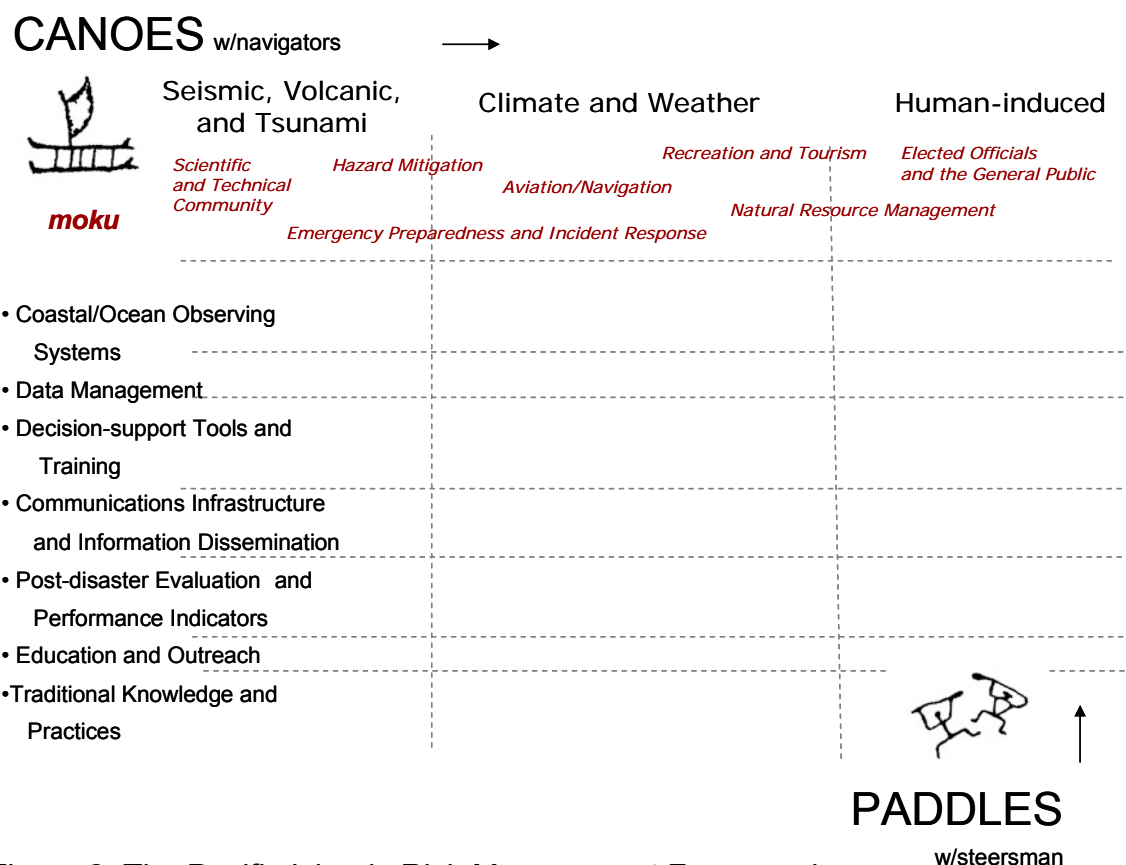 CANOES w/navigators
Seismic, Volcanic,
and Tsunami
Climate and Weather
Human-induced
Scientific
and Technical
Community
Hazard Mitigation
Recreation and Tourism
Elected Officials
and the General Public
Aviation/Navigation
Natural Resource Management
moku
Emergency Preparedness and Incident Response
• Coastal/Ocean Observing
Systems
• Data Management
• Decision-support Tools and
Training
• Communications Infrastructure
and Information Dissemination
• Post-disaster Evaluation and
Performance Indicators
• Education and Outreach
•Traditional Knowledge and
Practices
PADDLES
w/steersman